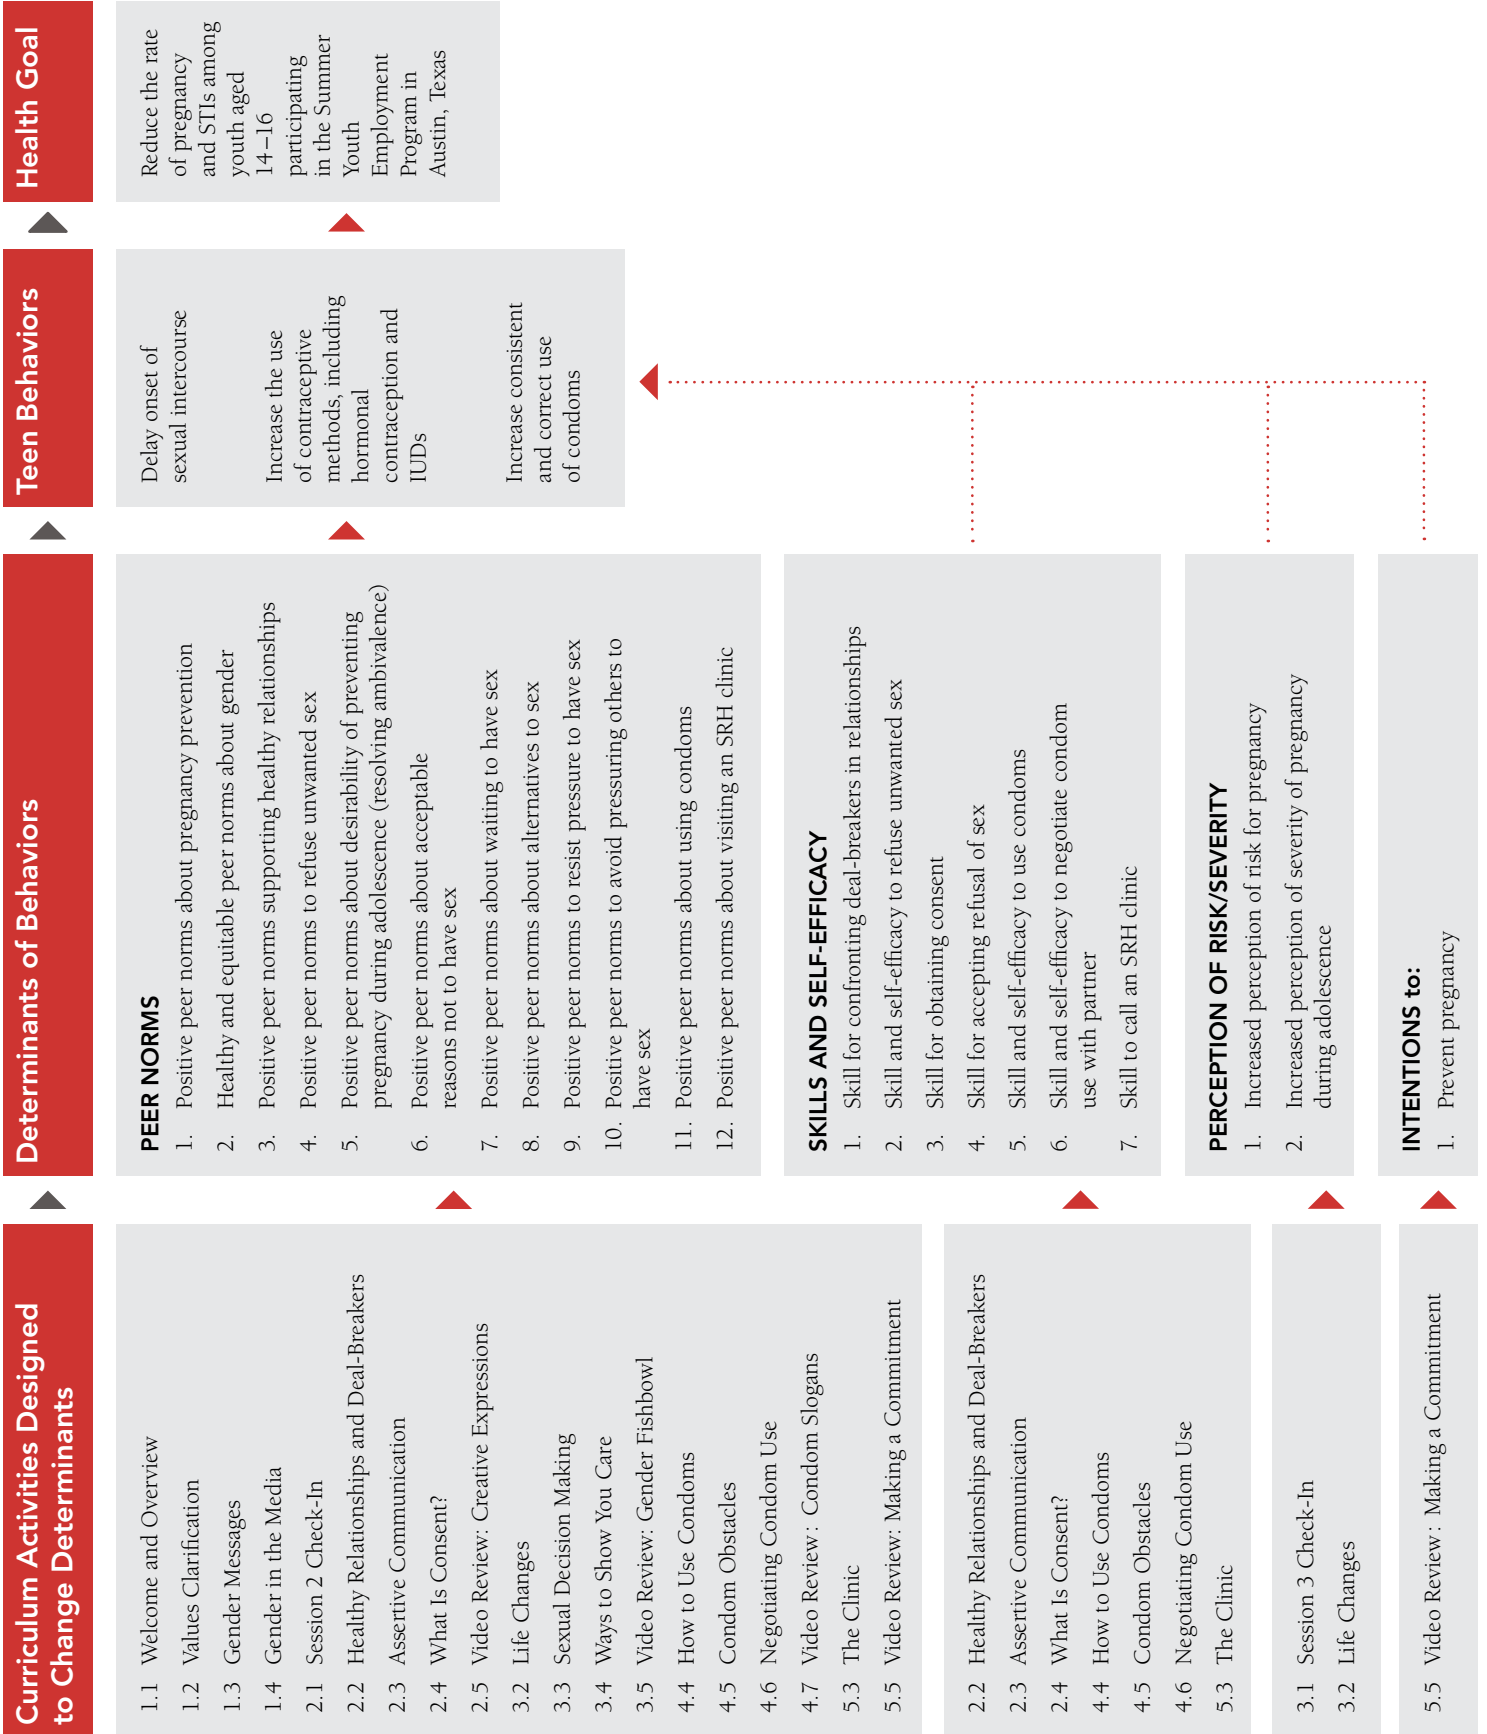 Curriculum Activities Designed
to Change Determinants
Determinants of Behaviors
Teen Behaviors
Health Goal
1.1 Welcome and Overview
1.2 Values Clarification
1.3 Gender Messages
1.4 Gender in the Media
2.1 Session 2 Check-In
2.2 Healthy Relationships and Deal-Breakers
2.3 Assertive Communication
2.4 What Is Consent?
2.5 Video Review: Creative Expressions
3.2 Life Changes
3.3 Sexual Decision Making
3.4 Ways to Show You Care
3.5 Video Review: Gender Fishbowl
4.4 How to Use Condoms
4.5 Condom Obstacles
4.6 Negotiating Condom Use
4.7 Video Review: Condom Slogans
5.3 The Clinic
5.5 Video Review: Making a Commitment
PEER NORMS
1. Positive peer norms about pregnancy prevention
2. Healthy and equitable peer norms about gender
3. Positive peer norms supporting healthy relationships
4. Positive peer norms to refuse unwanted sex
5. Positive peer norms about desirability of preventing
pregnancy during adolescence (resolving ambivalence)
6. Positive peer norms about acceptable
reasons not to have sex
7. Positive peer norms about waiting to have sex
8. Positive peer norms about alternatives to sex
9. Positive peer norms to resist pressure to have sex
10. Positive peer norms to avoid pressuring others to
have sex
11. Positive peer norms about using condoms
12. Positive peer norms about visiting an SRH clinic
Delay onset of
sexual intercourse
Increase the use
of contraceptive
methods, including
hormonal
contraception and
IUDs
Increase consistent
and correct use
of condoms
Reduce the rate
of pregnancy
and STIs among
youth aged
14–16
participating
in the Summer
Youth
Employment
Program in
Austin, Texas
2.2 Healthy Relationships and Deal-Breakers
2.3 Assertive Communication
2.4 What Is Consent?
4.4 How to Use Condoms
4.5 Condom Obstacles
4.6 Negotiating Condom Use
5.3 The Clinic
SKILLS AND SELF-EFFICACY
1. Skill for confronting deal-breakers in relationships
2. Skill and self-efficacy to refuse unwanted sex
3. Skill for obtaining consent
4. Skill for accepting refusal of sex
5. Skill and self-efficacy to use condoms
6. Skill and self-efficacy to negotiate condom
use with partner
7. Skill to call an SRH clinic
3.1 Session 3 Check-In
3.2 Life Changes
PERCEPTION OF RISK/SEVERITY
1. Increased perception of risk for pregnancy
2. Increased perception of severity of pregnancy
during adolescence
5.5 Video Review: Making a Commitment
INTENTIONS to:
1. Prevent pregnancy